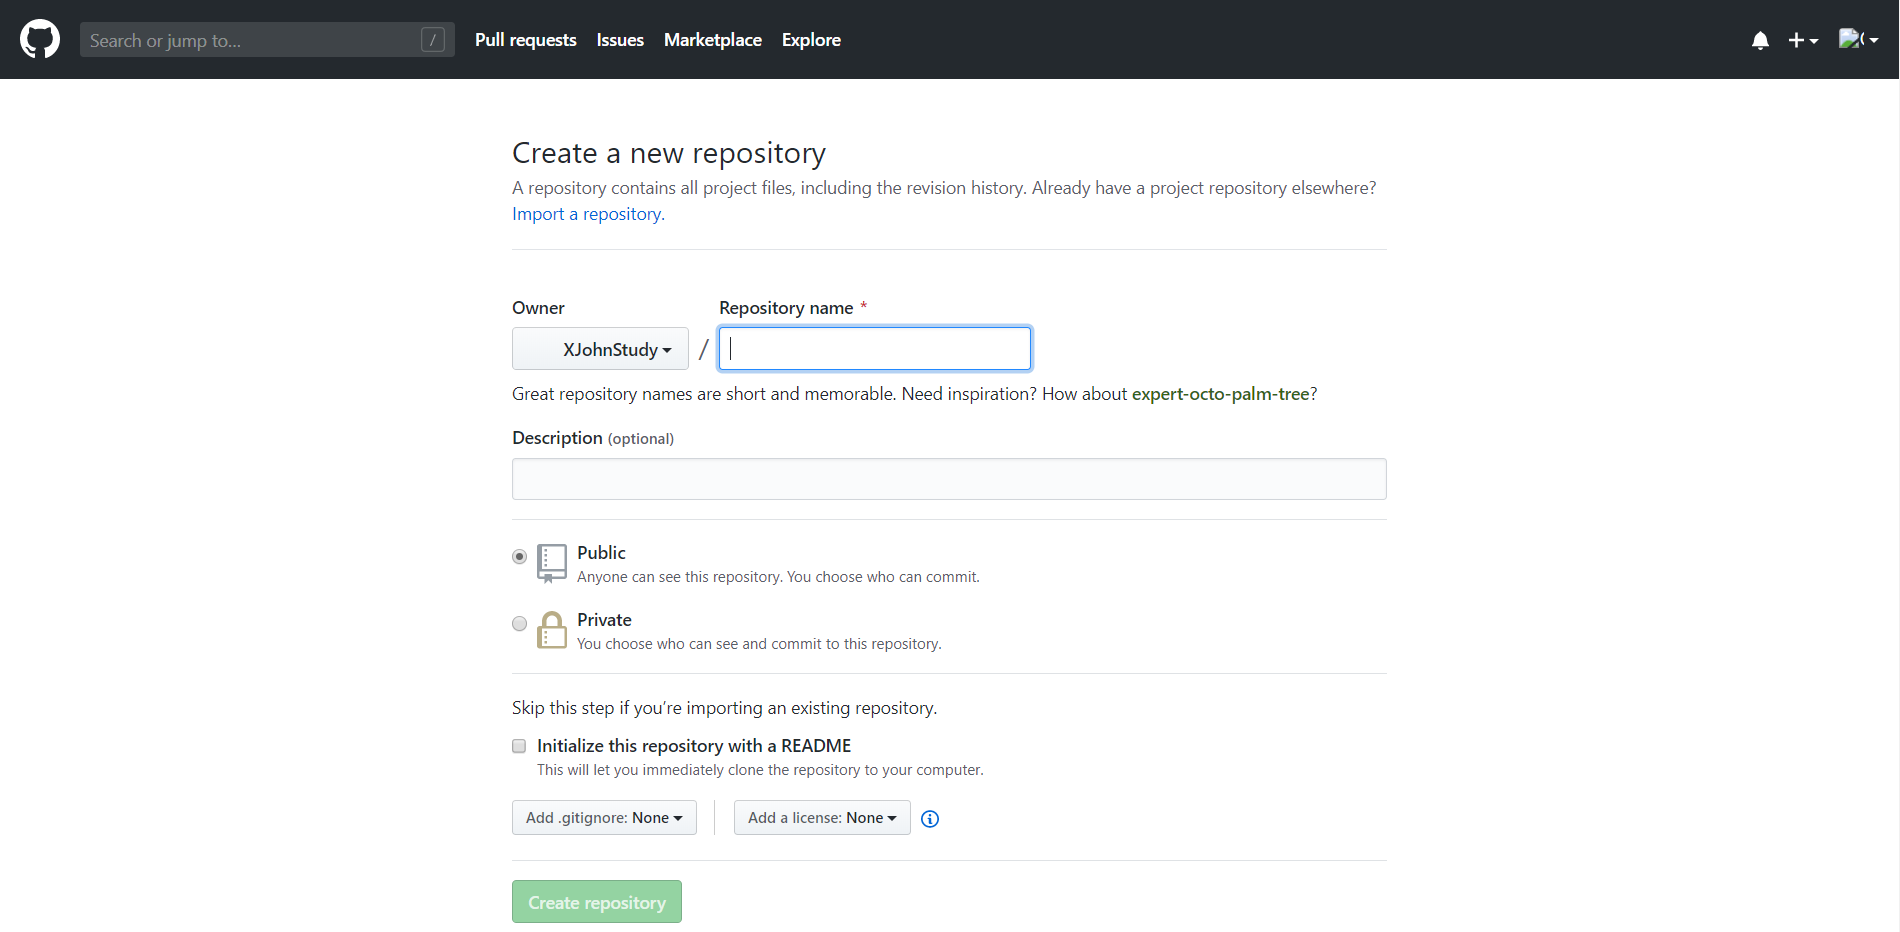 Search or jump to... /
Pull requests Issues Marketplace Explore
Create a new repository
A repository contains all project files, including the revision history. Already have a project repository elsewhere?
Import a repository.
Owner
Repository name *
XJohnStudy /
Great repository names are short and memorable. Need inspiration? How about expert-octo-palm-tree?
Description (optional)
Public
Anyone can see this repository. You choose who can commit.
Private
You choose who can see and commit to this repository.
Skip this step if you’re importing an existing repository.
Initialize this repository with a README
This will let you immediately clone the repository to your computer.
Add .gitignore: None
Add a license: None
Create repository